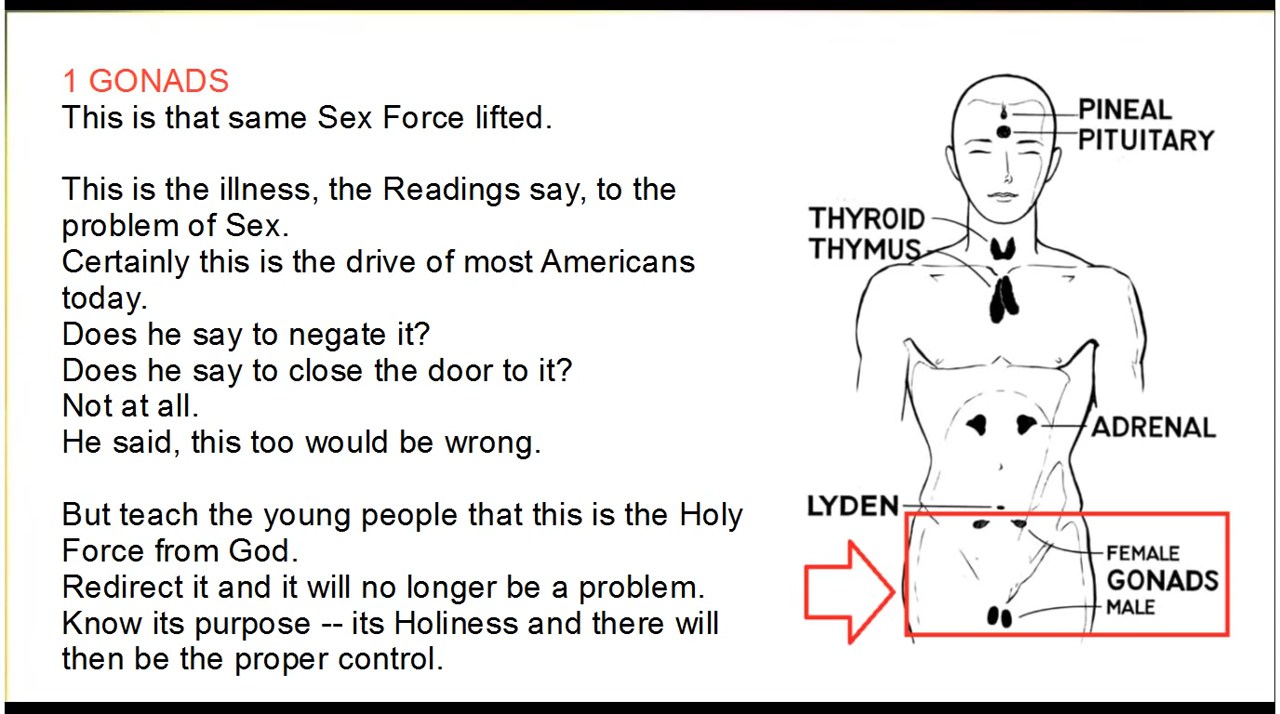 1 GONADS
This is that same Sex Force lifted.
This is the illness, the Readings say, to the
problem of Sex.
Certainly this is the drive of most Americans
today.
Does he say to negate it?
Does he say to close the door to it?
Not at all.
He said, this too would be wrong.
But teach the young people that this is the Holy
Force from God.
Redirect it and it will no longer be a problem.
Know its purpose -- its Holiness and there will
then be the proper control.
PINEAL
PITUITARY
THYROID
THYMUS
ADRENAL
LYDEN
FEMALE
GONADS
MALE